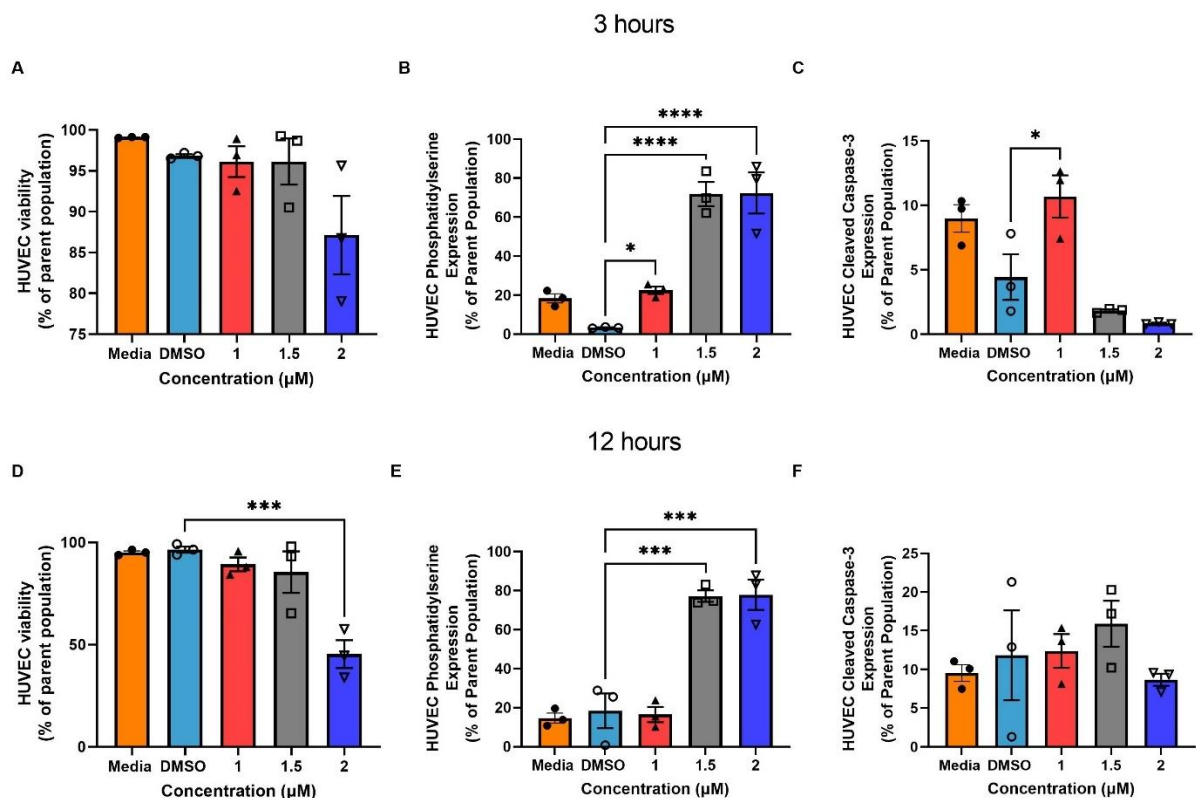 3 hours
A
B
C
HUVEC viability
(% of parent population)
100
95
90
85
80
75
Media DMSO 1 1.5 2
Concentration (µM)
HUVEC Phosphatidylserine
Expression
(% of Parent Population)
100
80
60
40
20
0
* **** ****
Media DMSO 1 1.5 2
Concentration (µM)
HUVEC Cleaved Caspase-3
Expression
(% of Parent Population)
15
10
5
0
*
Media DMSO 1 1.5 2
Concentration (µM)
12 hours
D
E
F
HUVEC viability
(% of parent population)
100
50
0
***
Media DMSO 1 1.5 2
Concentration (µM)
HUVEC Phosphatidylserine
Expression
(% of Parent Population)
100
80
60
40
20
0
*** ***
Media DMSO 1 1.5 2
Concentration (µM)
HUVEC Cleaved Caspase-3
Expression
(% of Parent Population)
25
20
15
10
5
0
Media DMSO 1 1.5 2
Concentration (µM)